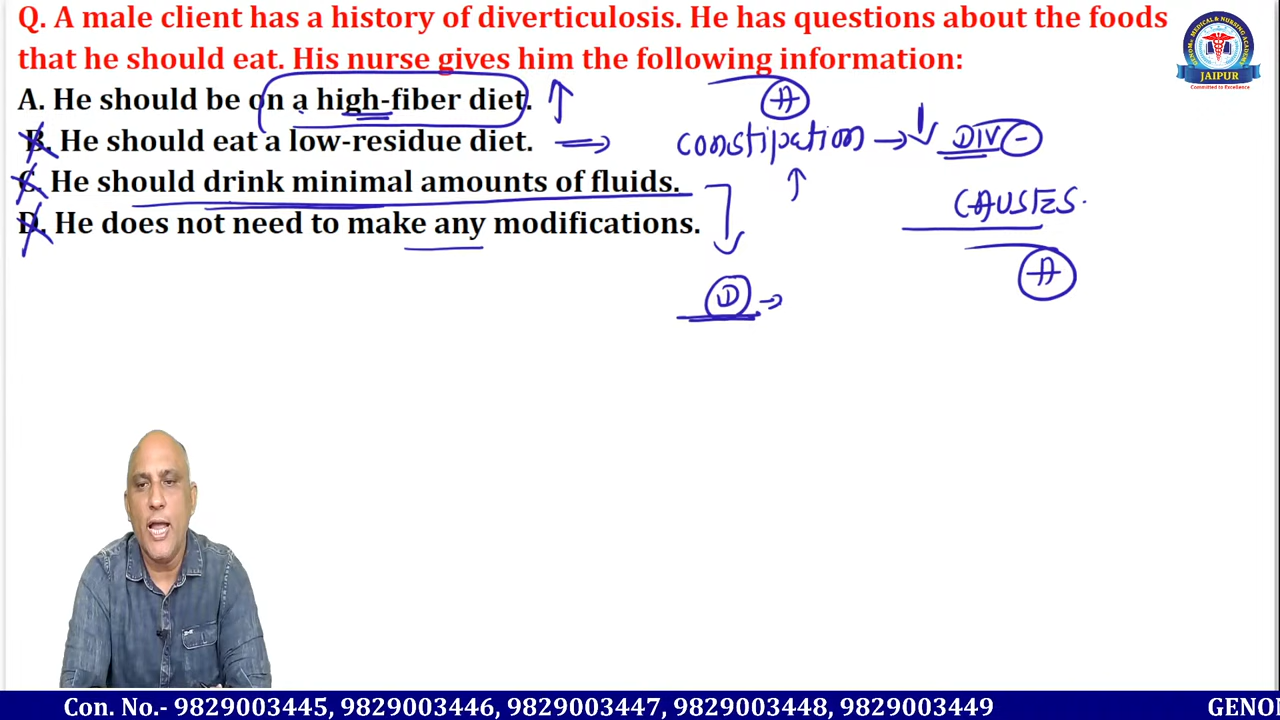 Q. A male client has a history of diverticulosis. He has questions about the foods
that he should eat. His nurse gives him the following information:
A. He should be on a high-fiber diet.
B. He should eat a low-residue diet.
C. He should drink minimal amounts of fluids.
D. He does not need to make any modifications.
A
constipation → ↓ DIV -
CAUSES.
A
D →
JAIPUR
Committed to Excellence
Con. No.- 9829003445, 9829003446, 9829003447, 9829003448, 9829003449
GENO